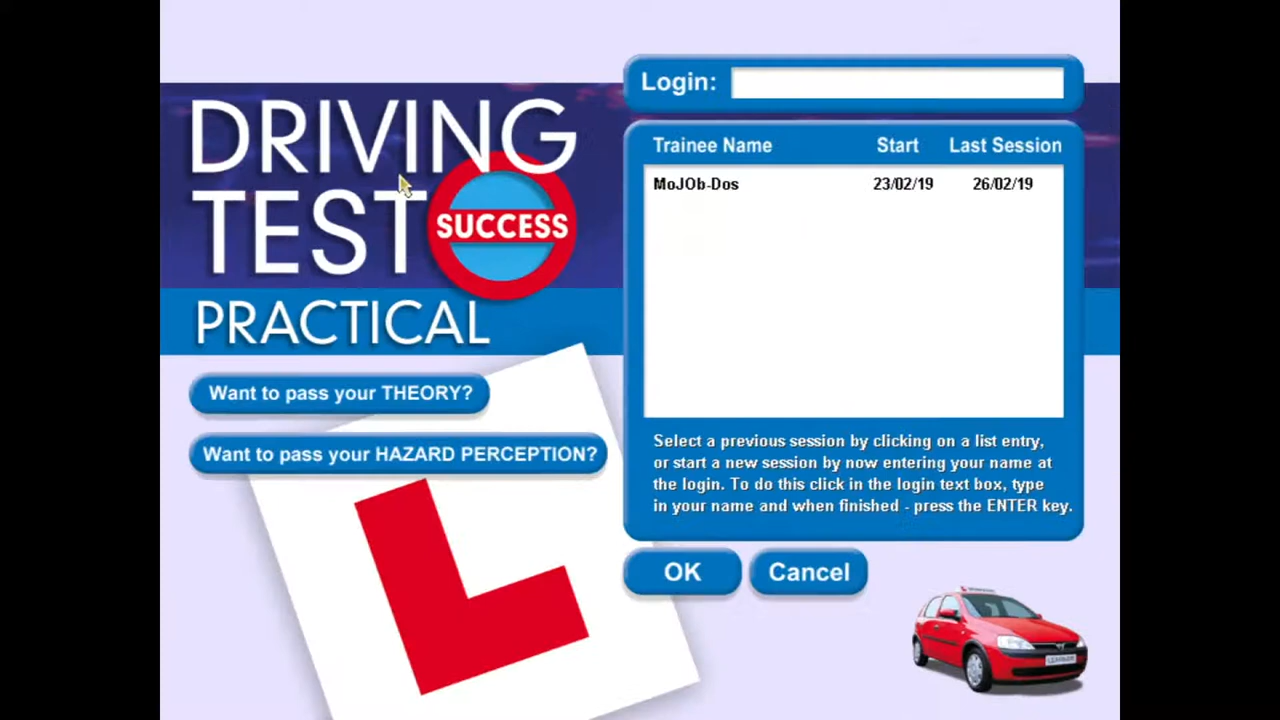 DRIVING
TEST
SUCCESS
PRACTICAL
Want to pass your THEORY?
Want to pass your HAZARD PERCEPTION?
L
Login:
Trainee Name Start Last Session
MoJOb-Dos 23/02/19 26/02/19
Select a previous session by clicking on a list entry,
or start a new session by now entering your name at
the login. To do this click in the login text box, type
in your name and when finished - press the ENTER key.
OK Cancel
LEARNER